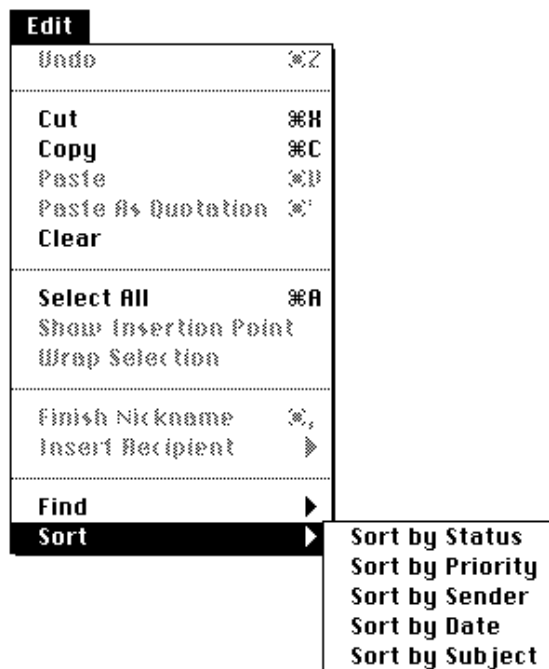 Edit
Undo ⌘Z
Cut ⌘X
Copy ⌘C
Paste ⌘V
Paste As Quotation ⌘'
Clear
Select All ⌘A
Show Insertion Point
Wrap Selection
Finish Nickname ⌘,
Insert Recipient
Find
Sort
Sort by Status
Sort by Priority
Sort by Sender
Sort by Date
Sort by Subject